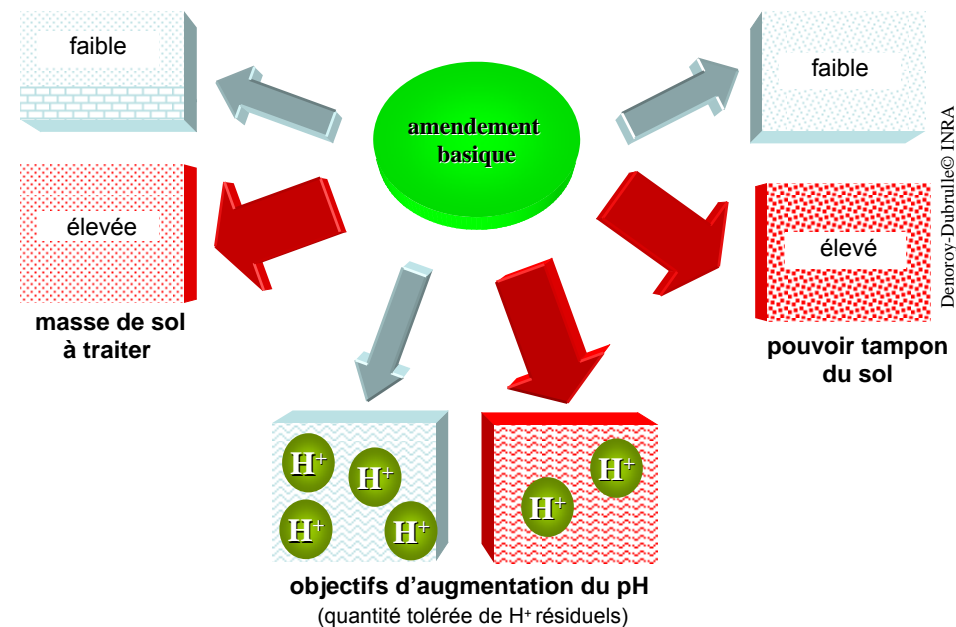 faible
élevée
masse de sol
à traiter
amendement
basique
faible
élevé
pouvoir tampon
du sol
Denoroy-Dubrulle© INRA
H⁺
H⁺
H⁺
H⁺
H⁺
H⁺
objectifs d'augmentation du pH
(quantité tolérée de H⁺ résiduels)